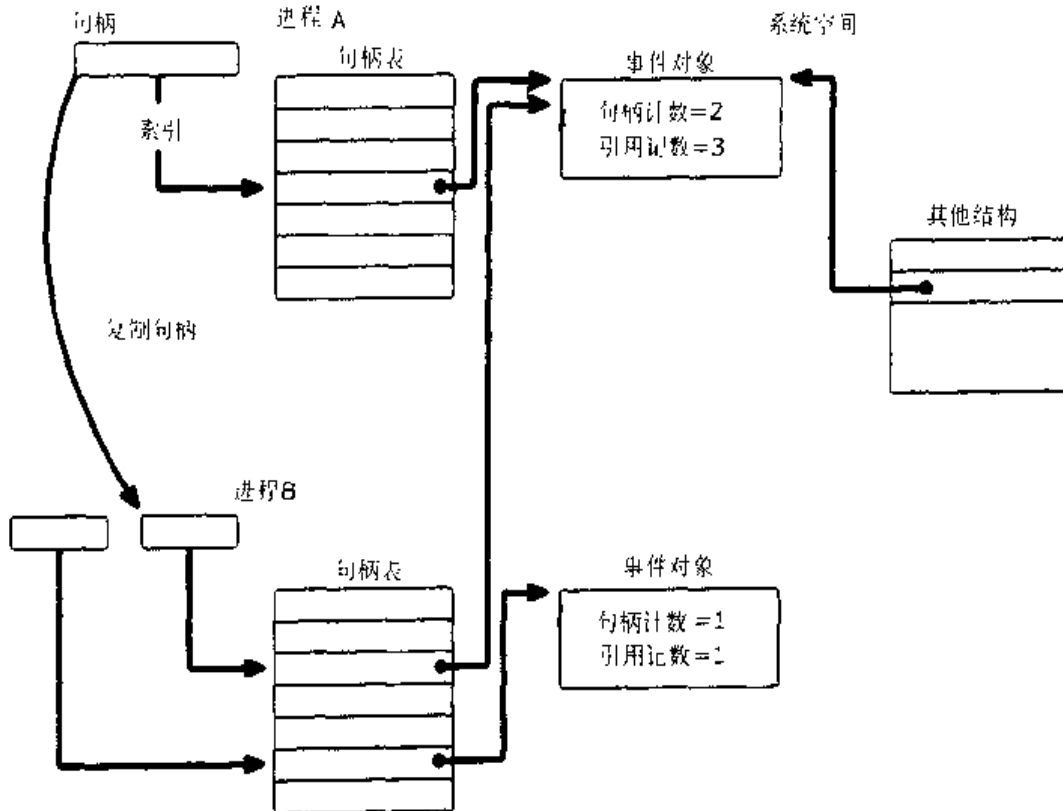 句柄
进程 A
系统空间
句柄表
事件对象
索引
句柄计数=2
引用记数=3
其他结构
复制句柄
进程B
句柄表
事件对象
句柄计数=1
引用记数=1